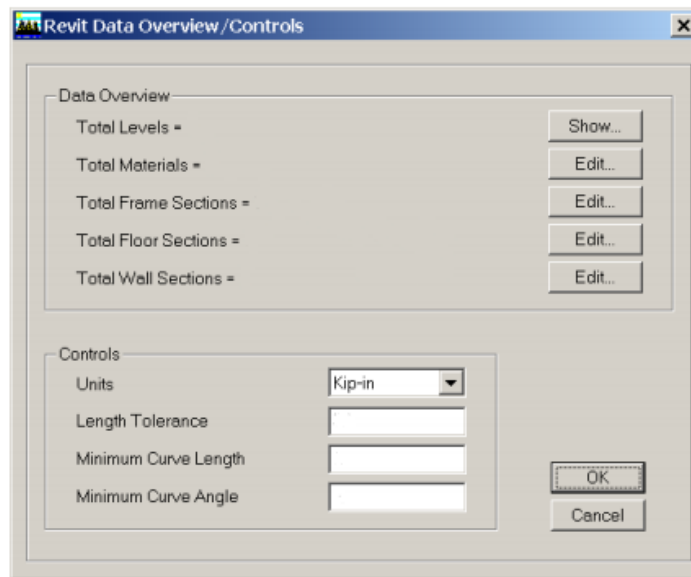 Revit Data Overview/Controls
Data Overview
Total Levels = Show...
Total Materials = Edit...
Total Frame Sections = Edit...
Total Floor Sections = Edit...
Total Wall Sections = Edit...
Controls
Units Kip-in
Length Tolerance
Minimum Curve Length
Minimum Curve Angle
OK
Cancel